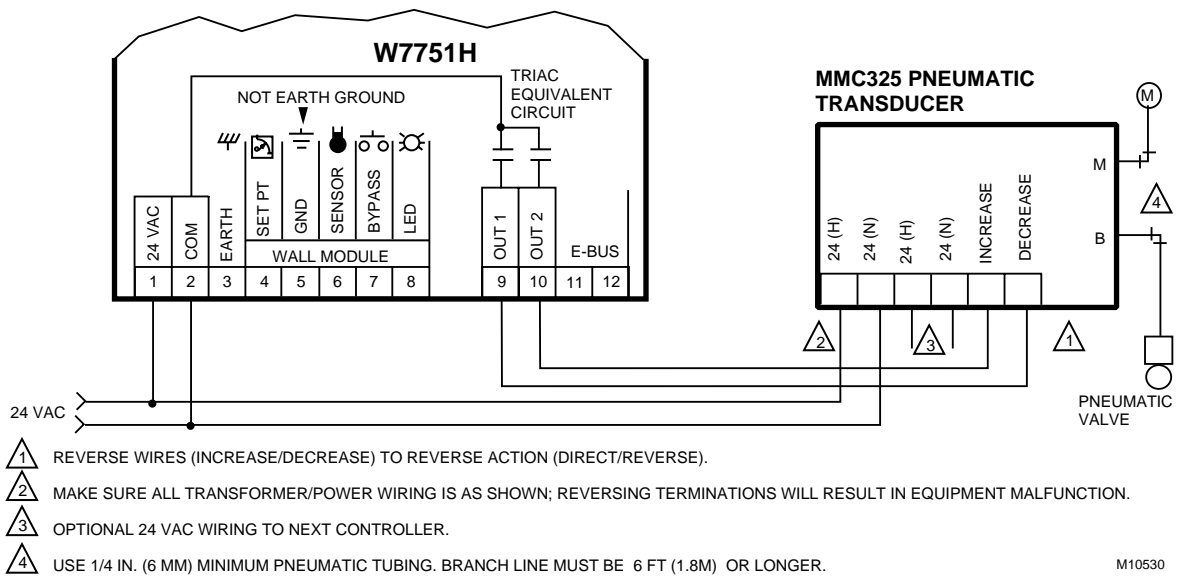 W7751H
TRIAC
EQUIVALENT
CIRCUIT
NOT EARTH GROUND
24 VAC
COM
EARTH
SET PT
GND
SENSOR
BYPASS
LED
WALL MODULE
OUT 1
OUT 2
E-BUS
1 2 3 4 5 6 7 8 9 10 11 12
MMC325 PNEUMATIC
TRANSDUCER
M
M
B
24 (H)
24 (N)
24 (H)
24 (N)
INCREASE
DECREASE
4
2
3
1
24 VAC
PNEUMATIC
VALVE
1 REVERSE WIRES (INCREASE/DECREASE) TO REVERSE ACTION (DIRECT/REVERSE).
2 MAKE SURE ALL TRANSFORMER/POWER WIRING IS AS SHOWN; REVERSING TERMINATIONS WILL RESULT IN EQUIPMENT MALFUNCTION.
3 OPTIONAL 24 VAC WIRING TO NEXT CONTROLLER.
4 USE 1/4 IN. (6 MM) MINIMUM PNEUMATIC TUBING. BRANCH LINE MUST BE 6 FT (1.8M) OR LONGER.
M10530